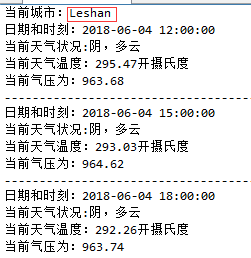 当前城市：Leshan
日期和时刻：2018-06-04 12:00:00
当前天气状况:阴，多云
当前天气温度：295.47开摄氏度
当前气压为：963.68
------------------------------
日期和时刻：2018-06-04 15:00:00
当前天气状况:阴，多云
当前天气温度：293.03开摄氏度
当前气压为：964.62
------------------------------
日期和时刻：2018-06-04 18:00:00
当前天气状况:阴，多云
当前天气温度：292.26开摄氏度
当前气压为：963.74